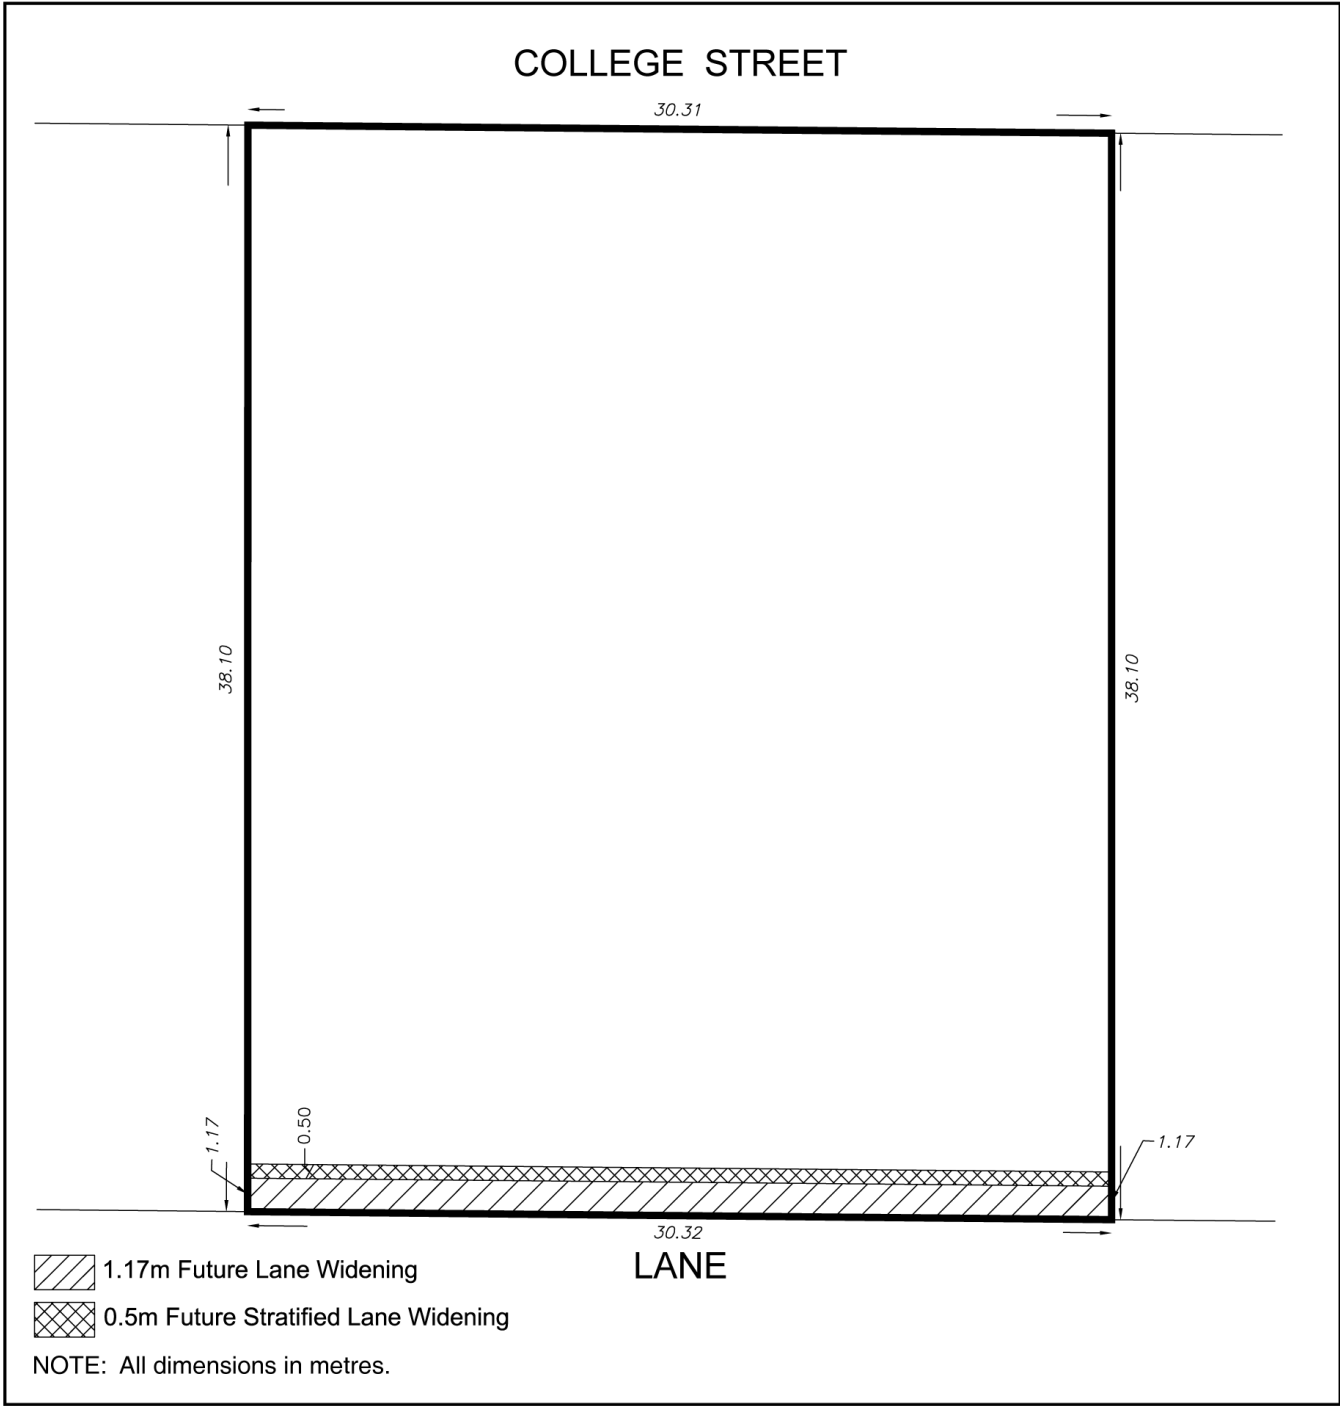 COLLEGE STREET
30.31
38.10
38.10
1.17
0.50
1.17
30.32
LANE
1.17m Future Lane Widening
0.5m Future Stratified Lane Widening
NOTE: All dimensions in metres.